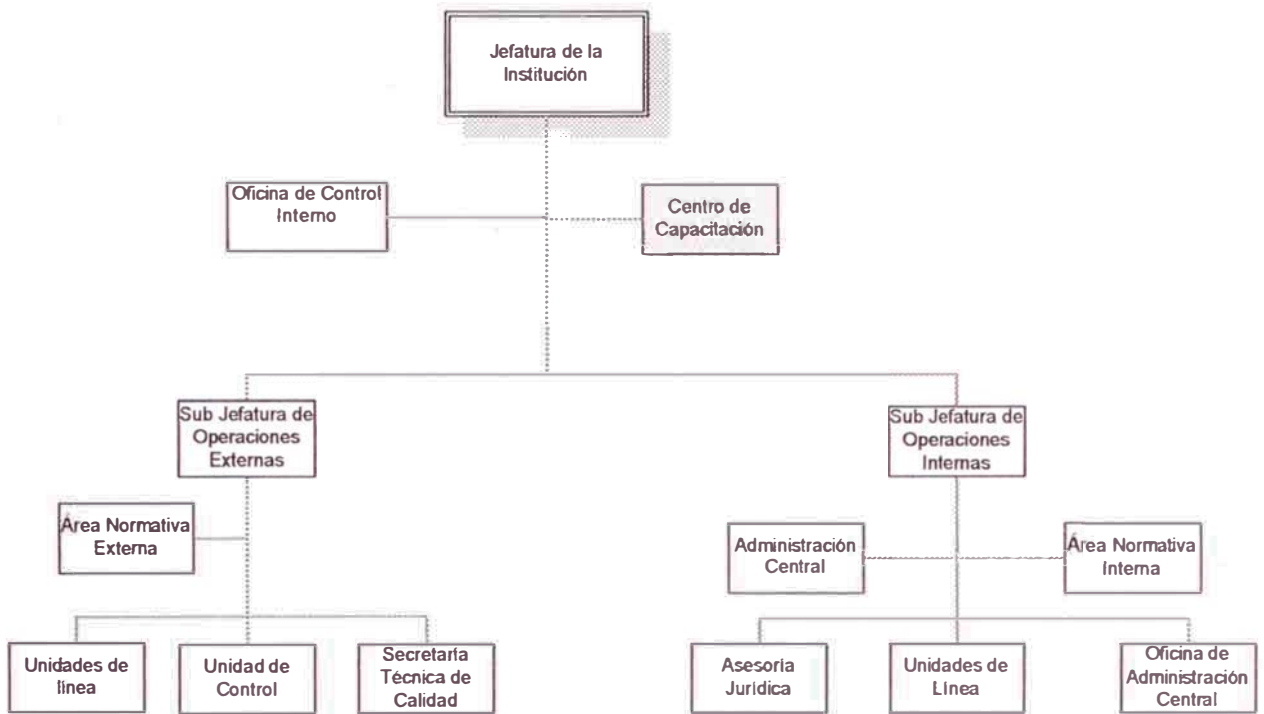 Jefatura de la
Institución
Oficina de Control
Interno
Centro de
Capacitación
Sub Jefatura de
Operaciones
Externas
Sub Jefatura de
Operaciones
Internas
Área Normativa
Externa
Administración
Central
Área Normativa
Interna
Unidades de
línea
Unidad de
Control
Secretaría
Técnica de
Calidad
Asesoría
Jurídica
Unidades de
Línea
Oficina de
Administración
Central